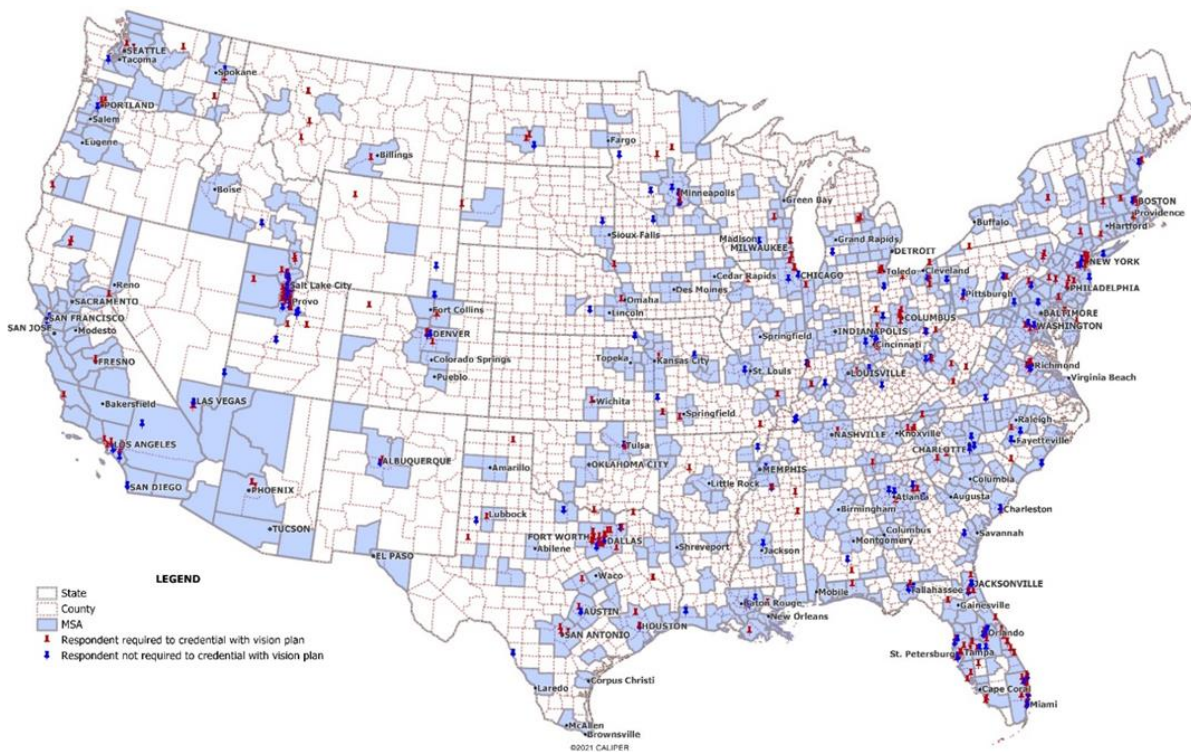 SEATTLE
Tacoma
Spokane
PORTLAND
Salem
Eugene
Billings
Fargo
Boise
Minneapolis
Green Bay
Buffalo
BOSTON
Providence
Hartford
Sioux Falls
Madison
MILWAUKEE
Grand Rapids
DETROIT
NEW YORK
Reno
SACRAMENTO
SAN FRANCISCO
SAN JOSE
Modesto
FRESNO
Salt Lake City
Provo
Fort Collins
DENVER
Colorado Springs
Pueblo
Cedar Rapids
CHICAGO
Toledo
Cleveland
Des Moines
Omaha
Lincoln
Pittsburgh
PHILADELPHIA
BALTIMORE
WASHINGTON
COLUMBUS
INDIANAPOLIS
Cincinnati
Springfield
Topeka
Kansas City
St. Louis
LOUISVILLE
Richmond
Virginia Beach
Bakersfield
LAS VEGAS
LOS ANGELES
SAN DIEGO
Wichita
Springfield
NASHVILLE
Knoxville
Raleigh
Fayetteville
CHARLOTTE
Tulsa
ALBUQUERQUE
Amarillo
OKLAHOMA CITY
MEMPHIS
Little Rock
Columbia
PHOENIX
TUCSON
Atlanta
Augusta
Birmingham
Charleston
Lubbock
FORT WORTH
DALLAS
Abilene
Shreveport
Jackson
Columbus
Montgomery
Savannah
EL PASO
Waco
Mobile
Tallahassee
JACKSONVILLE
Gainesville
AUSTIN
SAN ANTONIO
HOUSTON
Baton Rouge
New Orleans
Orlando
St. Petersburg
Tampa
Corpus Christi
Laredo
Cape Coral
Miami
McAllen
Brownsville
LEGEND
State
County
MSA
Respondent required to credential with vision plan
Respondent not required to credential with vision plan
©2021 CALIPER